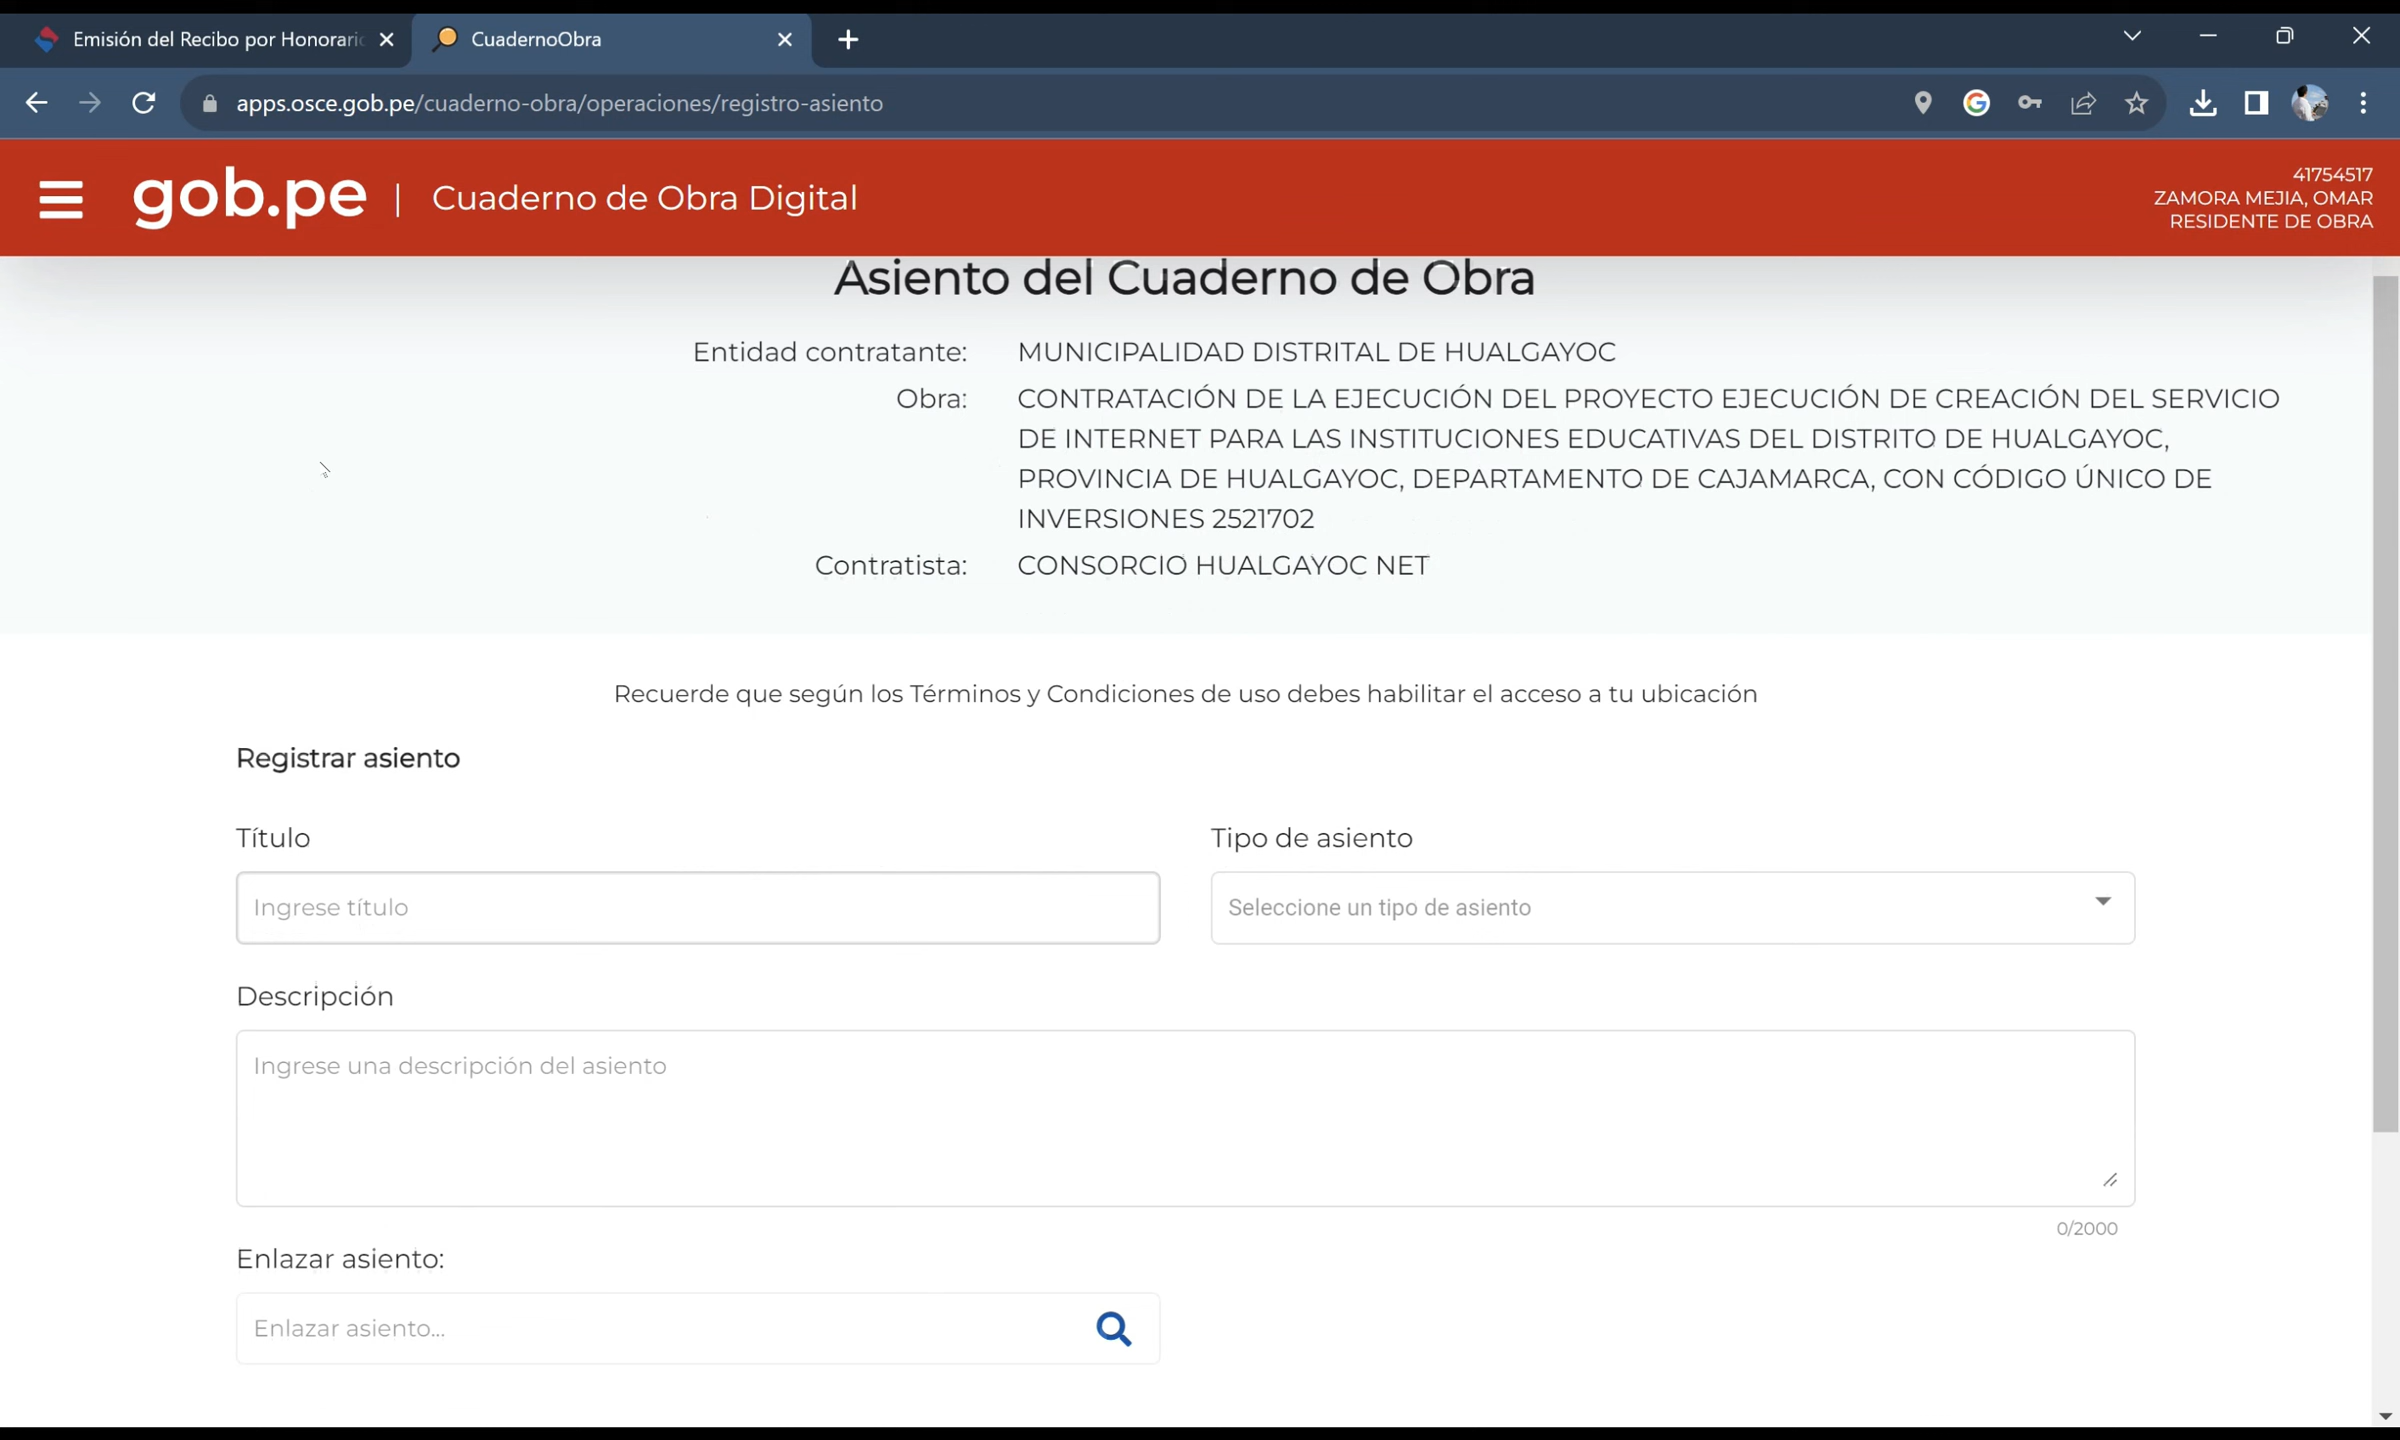 Emisión del Recibo por Honorario
CuadernoObra
apps.osce.gob.pe/cuaderno-obra/operaciones/registro-asiento
gob.pe | Cuaderno de Obra Digital
41754517
ZAMORA MEJIA, OMAR
RESIDENTE DE OBRA
Asiento del Cuaderno de Obra
Entidad contratante: MUNICIPALIDAD DISTRITAL DE HUALGAYOC
Obra: CONTRATACIÓN DE LA EJECUCIÓN DEL PROYECTO EJECUCIÓN DE CREACIÓN DEL SERVICIO
DE INTERNET PARA LAS INSTITUCIONES EDUCATIVAS DEL DISTRITO DE HUALGAYOC,
PROVINCIA DE HUALGAYOC, DEPARTAMENTO DE CAJAMARCA, CON CÓDIGO ÚNICO DE
INVERSIONES 2521702
Contratista: CONSORCIO HUALGAYOC NET
Recuerde que según los Términos y Condiciones de uso debes habilitar el acceso a tu ubicación
Registrar asiento
Título
Ingrese título
Tipo de asiento
Seleccione un tipo de asiento
Descripción
Ingrese una descripción del asiento
0/2000
Enlazar asiento:
Enlazar asiento...